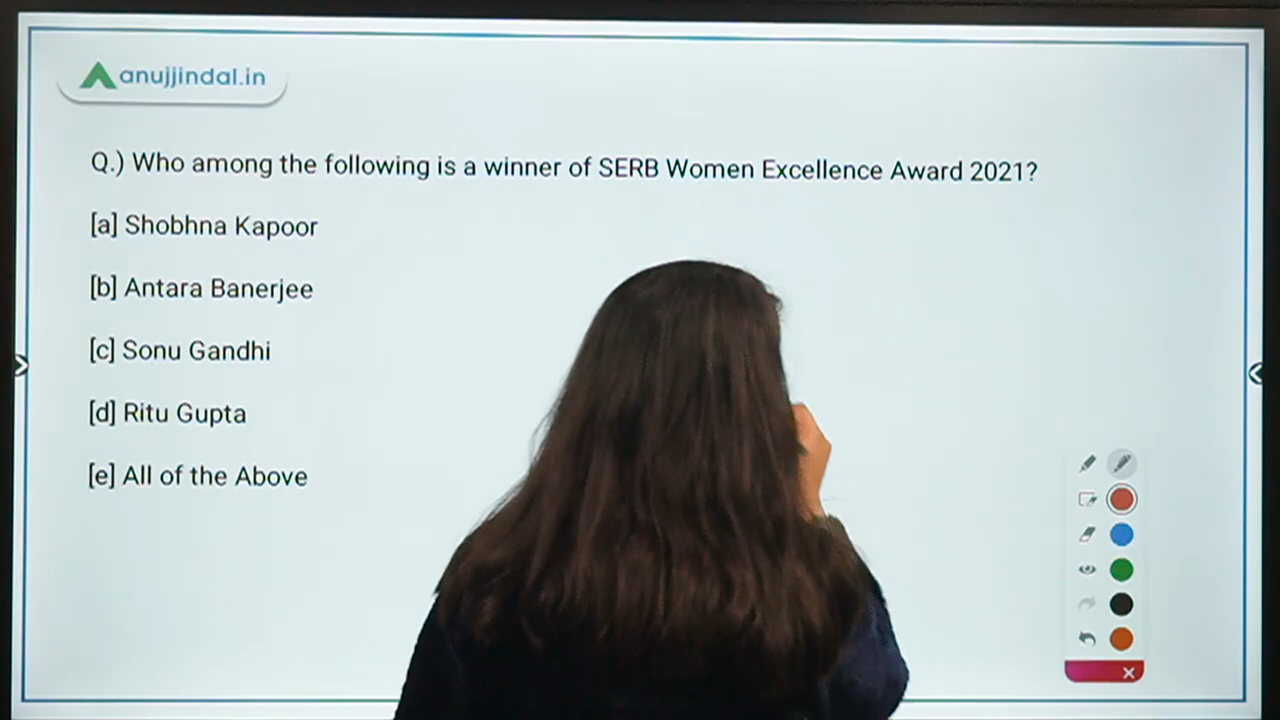 anujjindal.in
Q.) Who among the following is a winner of SERB Women Excellence Award 2021?
[a] Shobhna Kapoor
[b] Antara Banerjee
[c] Sonu Gandhi
[d] Ritu Gupta
[e] All of the Above